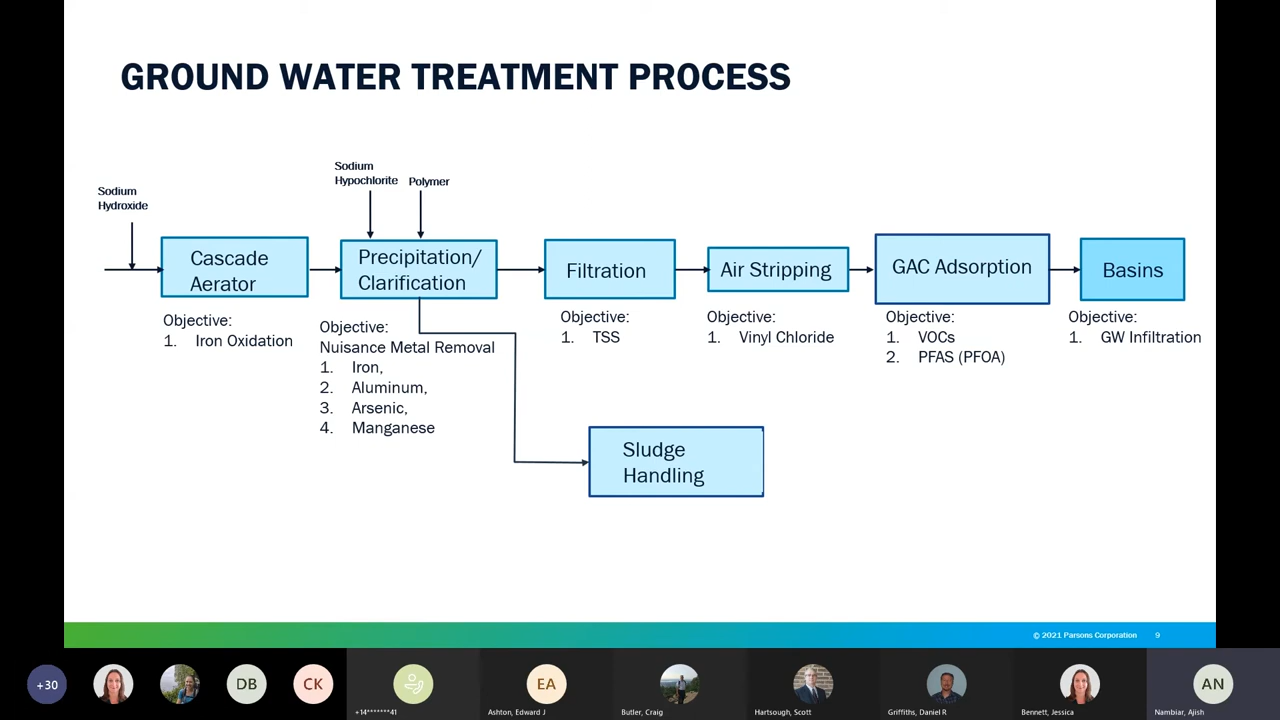 GROUND WATER TREATMENT PROCESS
Sodium
Hydroxide
Sodium
Hypochlorite
Polymer
Cascade
Aerator
Precipitation/
Clarification
Filtration
Air Stripping
GAC Adsorption
Basins
Objective:
1. Iron Oxidation
Objective:
Nuisance Metal Removal
1. Iron,
2. Aluminum,
3. Arsenic,
4. Manganese
Objective:
1. TSS
Objective:
1. Vinyl Chloride
Objective:
1. VOCs
2. PFAS (PFOA)
Objective:
1. GW Infiltration
Sludge
Handling
© 2021 Parsons Corporation 9
+30
DB
CK
+14*******41
EA
Ashton, Edward J
Butler, Craig
Hartsough, Scott
Griffiths, Daniel R
Bennett, Jessica
AN
Nambiar, Ajish